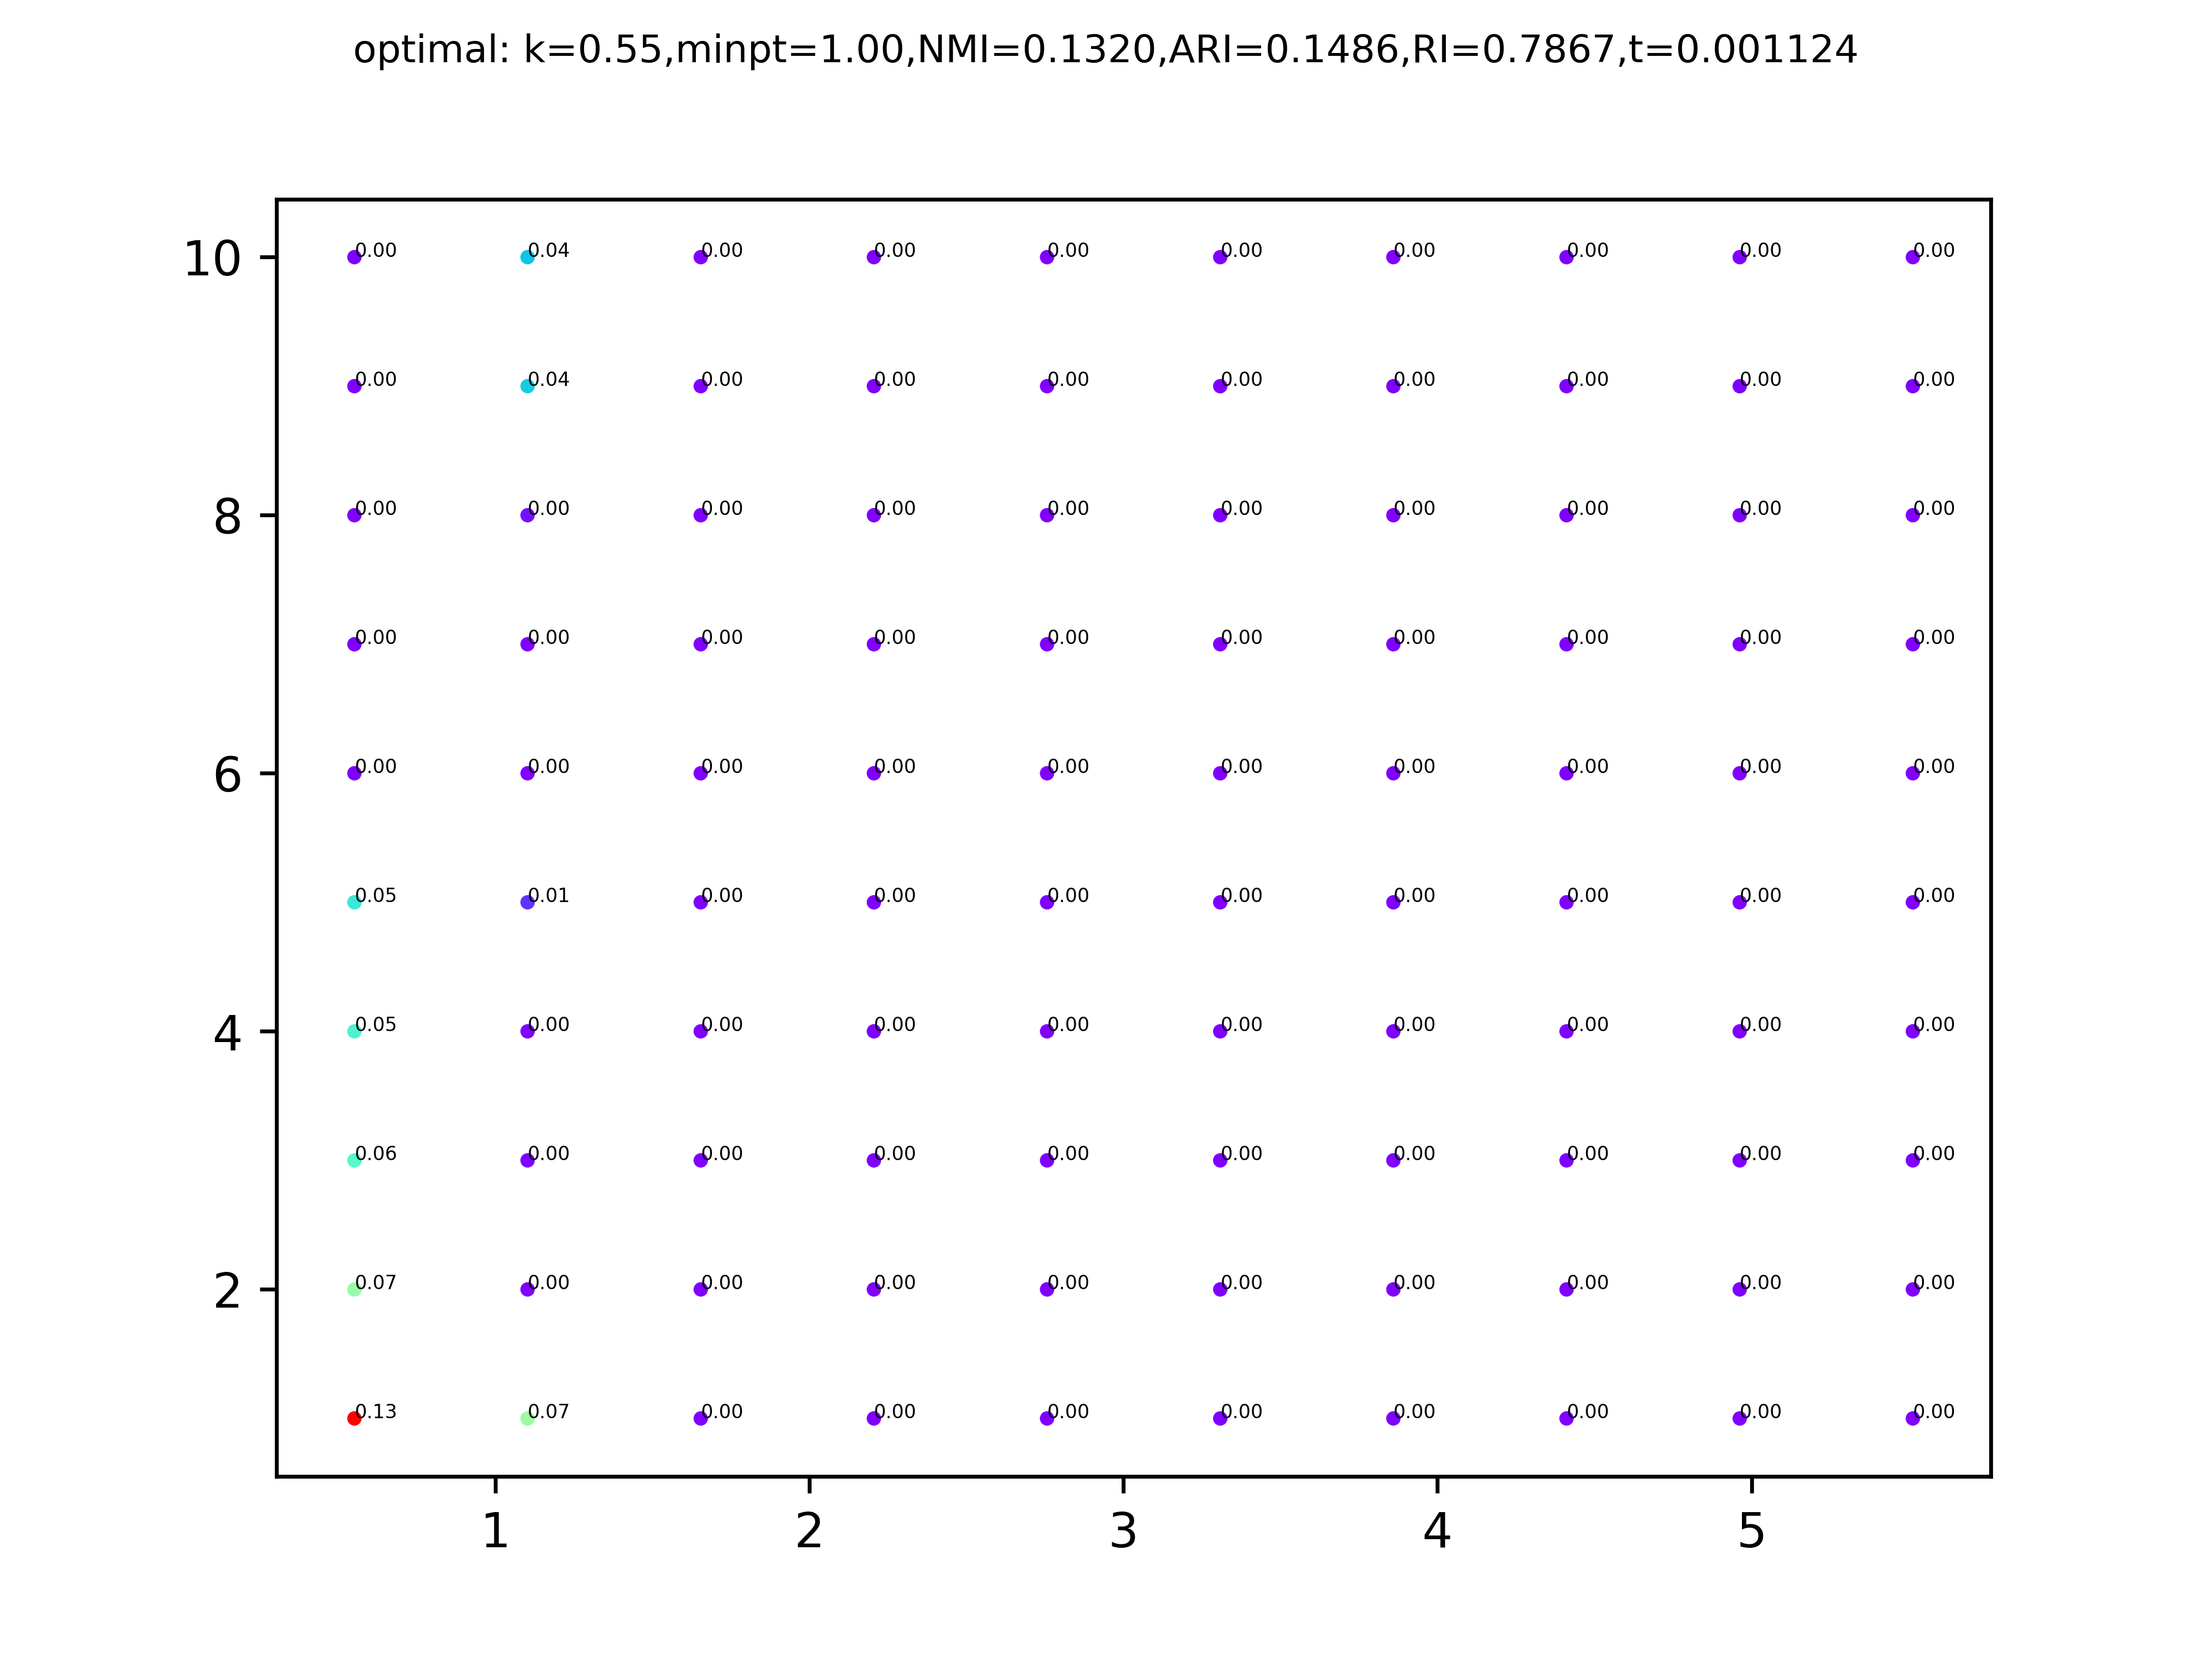 optimal: k=0.55,minpt=1.00,NMI=0.1320,ARI=0.1486,RI=0.7867,t=0.001124
10 0.00 0.04 0.00 0.00 0.00 0.00 0.00 0.00 0.00 0.00
0.00 0.04 0.00 0.00 0.00 0.00 0.00 0.00 0.00 0.00
8 0.00 0.00 0.00 0.00 0.00 0.00 0.00 0.00 0.00 0.00
0.00 0.00 0.00 0.00 0.00 0.00 0.00 0.00 0.00 0.00
6 0.00 0.00 0.00 0.00 0.00 0.00 0.00 0.00 0.00 0.00
0.05 0.01 0.00 0.00 0.00 0.00 0.00 0.00 0.00 0.00
4 0.05 0.00 0.00 0.00 0.00 0.00 0.00 0.00 0.00 0.00
0.06 0.00 0.00 0.00 0.00 0.00 0.00 0.00 0.00 0.00
2 0.07 0.00 0.00 0.00 0.00 0.00 0.00 0.00 0.00 0.00
0.13 0.07 0.00 0.00 0.00 0.00 0.00 0.00 0.00 0.00
1 2 3 4 5